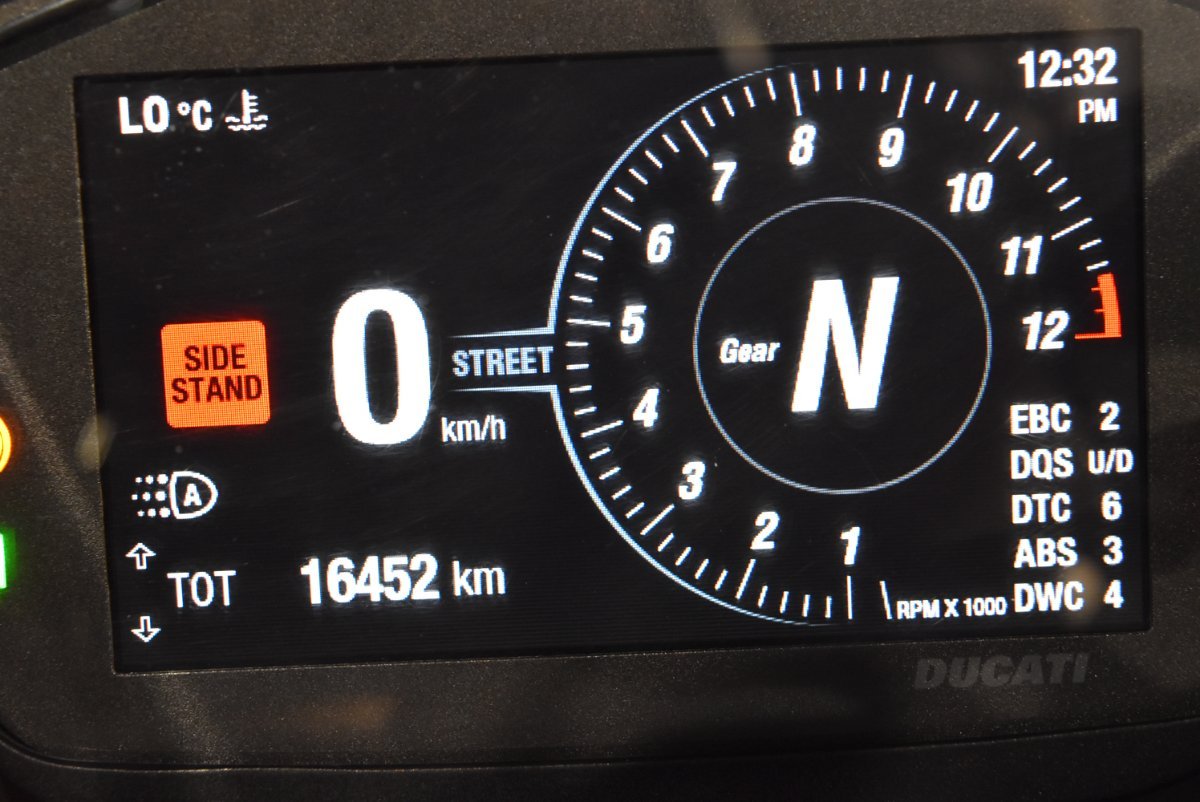 LO °C
12:32
PM
8
9
7
10
6
11
5
12
4
3
2
1
Gear N
SIDE
STAND
0
km/h
STREET
A
TOT 16452 km
RPM X 1000
EBC 2
DQS U/D
DTC 6
ABS 3
DWC 4
DUCATI